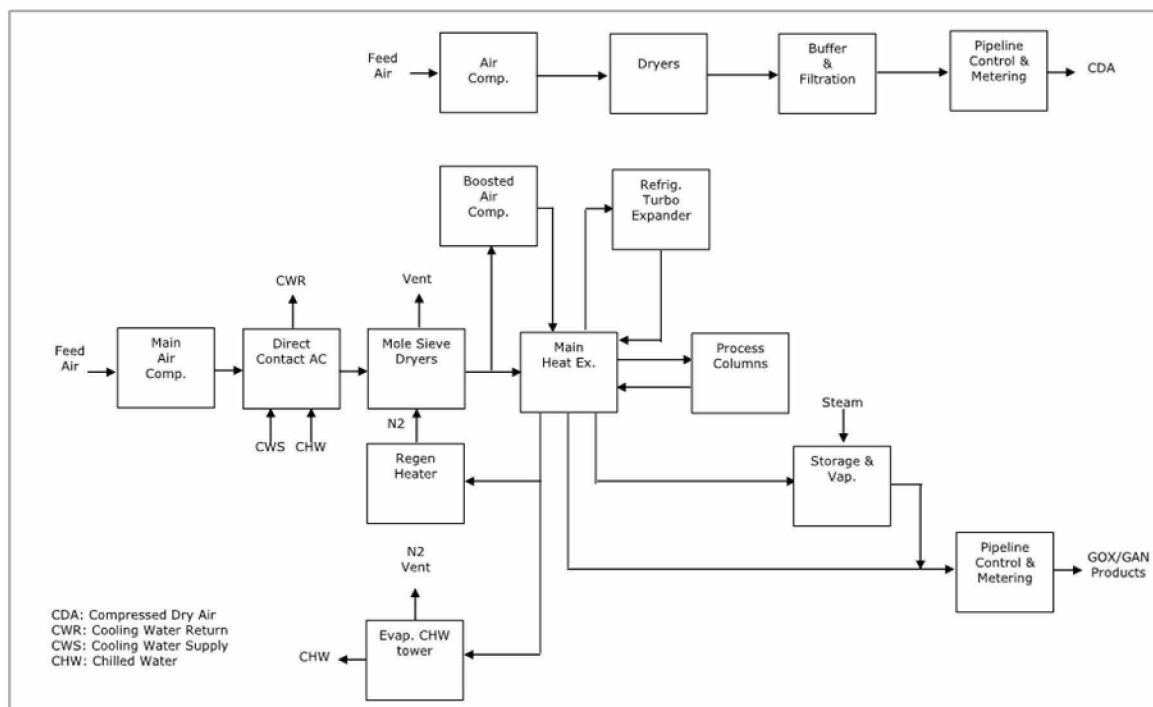 Feed
Air
Air
Comp.
Dryers
Buffer
&
Filtration
Pipeline
Control &
Metering
CDA
Boosted
Air
Comp.
Refrig.
Turbo
Expander
CWR
Vent
Feed
Air
Main
Air
Comp.
Direct
Contact AC
Mole Sieve
Dryers
Main
Heat Ex.
Process
Columns
CWS
CHW
N2
Steam
Regen
Heater
Storage &
Vap.
N2
Vent
Pipeline
Control &
Metering
GOX/GAN
Products
Evap. CHW
tower
CHW
CDA: Compressed Dry Air
CWR: Cooling Water Return
CWS: Cooling Water Supply
CHW: Chilled Water